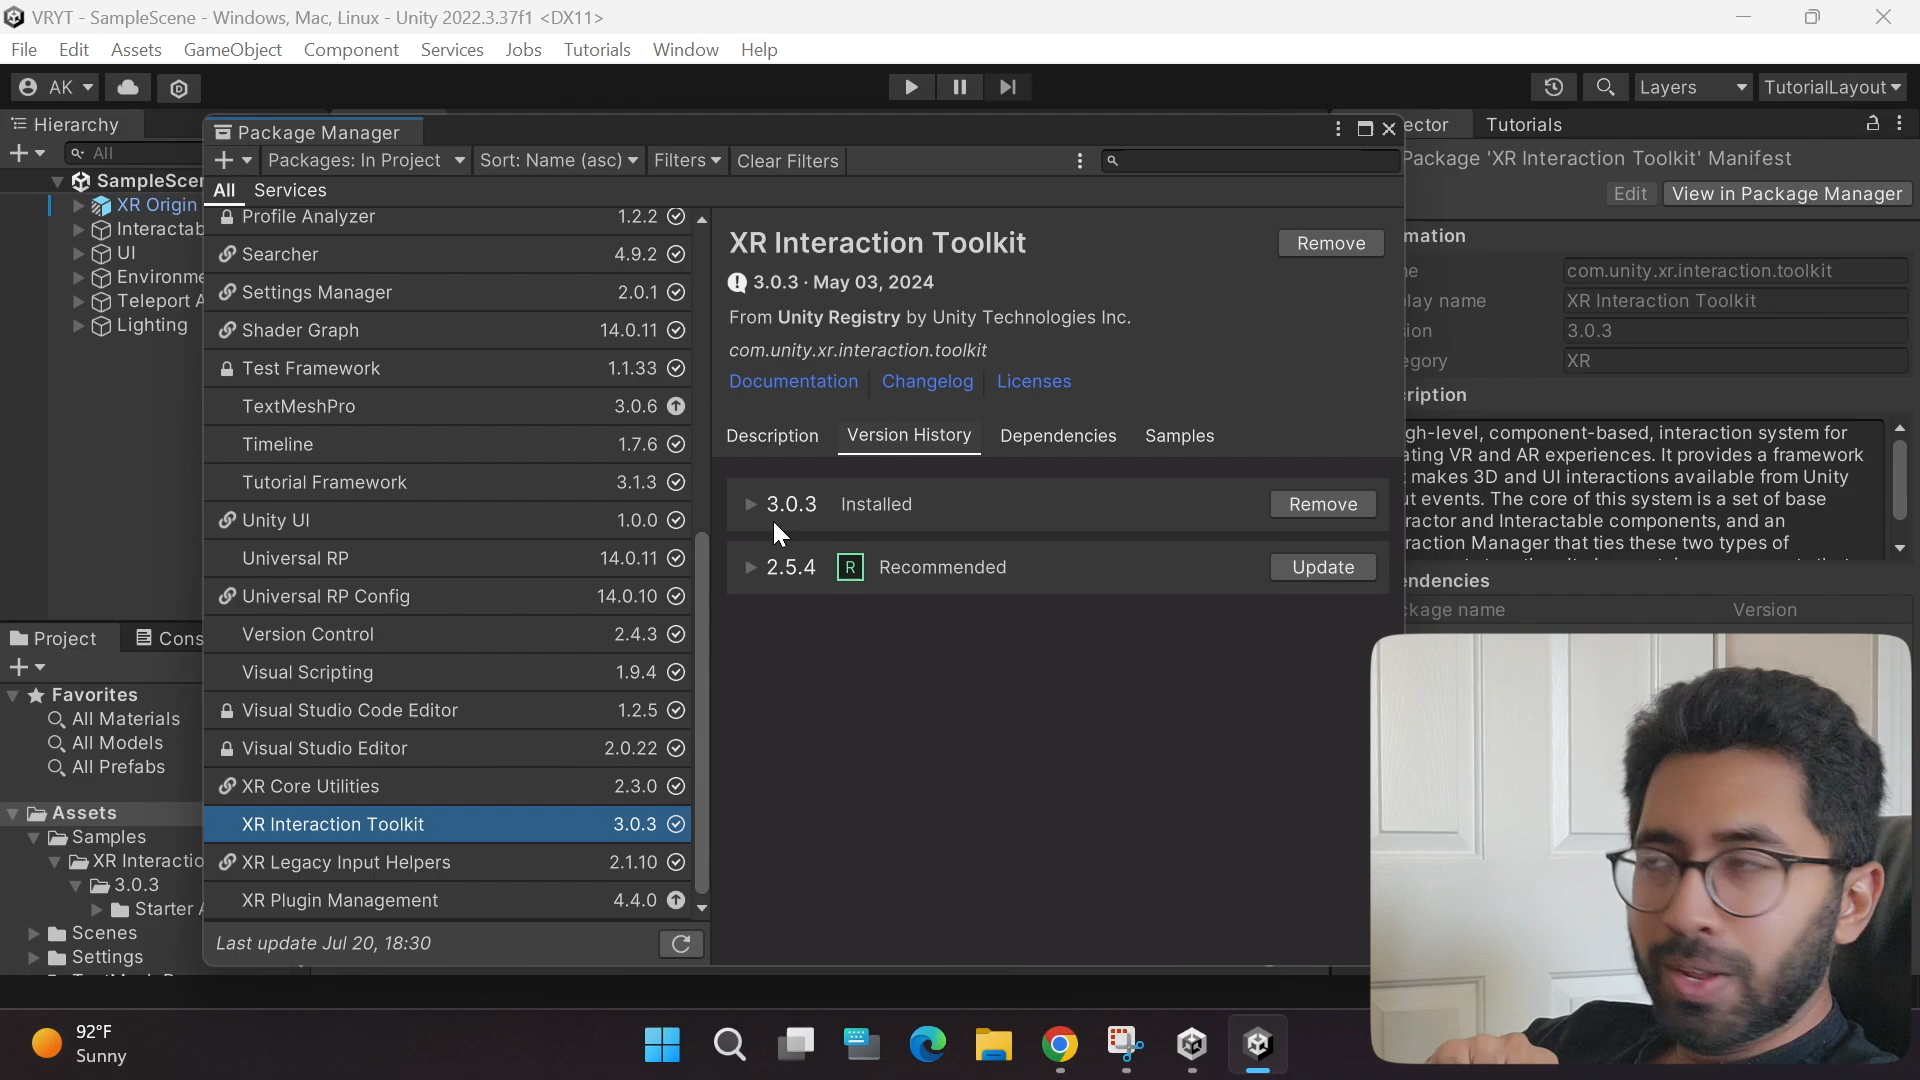 VRYT - SampleScene - Windows, Mac, Linux - Unity 2022.3.37f1 <DX11>
File Edit Assets GameObject Component Services Jobs Tutorials Window Help
AK Layers TutorialLayout
Hierarchy
All
SampleScen
XR Origin
Interactab
UI
Environme
Teleport A
Lighting
Package Manager
Packages: In Project Sort: Name (asc) Filters Clear Filters
All Services
Profile Analyzer 1.2.2
Searcher 4.9.2
Settings Manager 2.0.1
Shader Graph 14.0.11
Test Framework 1.1.33
TextMeshPro 3.0.6
Timeline 1.7.6
Tutorial Framework 3.1.3
Unity UI 1.0.0
Universal RP 14.0.11
Universal RP Config 14.0.10
Version Control 2.4.3
Visual Scripting 1.9.4
Visual Studio Code Editor 1.2.5
Visual Studio Editor 2.0.22
XR Core Utilities 2.3.0
XR Interaction Toolkit 3.0.3
XR Legacy Input Helpers 2.1.10
XR Plugin Management 4.4.0
Last update Jul 20, 18:30
XR Interaction Toolkit Remove
3.0.3 · May 03, 2024
From Unity Registry by Unity Technologies Inc.
com.unity.xr.interaction.toolkit
Documentation Changelog Licenses
Description Version History Dependencies Samples
3.0.3 Installed Remove
2.5.4 R Recommended Update
ector Tutorials
Package 'XR Interaction Toolkit' Manifest
Edit View in Package Manager
mation
me com.unity.xr.interaction.toolkit
lay name XR Interaction Toolkit
ion 3.0.3
egory XR
ription
gh-level, component-based, interaction system for
ating VR and AR experiences. It provides a framework
makes 3D and UI interactions available from Unity
ut events. The core of this system is a set of base
ractor and Interactable components, and an
raction Manager that ties these two types of
endencies
ckage name Version
Project Cons
Favorites
All Materials
All Models
All Prefabs
Assets
Samples
XR Interactio
3.0.3
Starter A
Scenes
Settings
92°F
Sunny